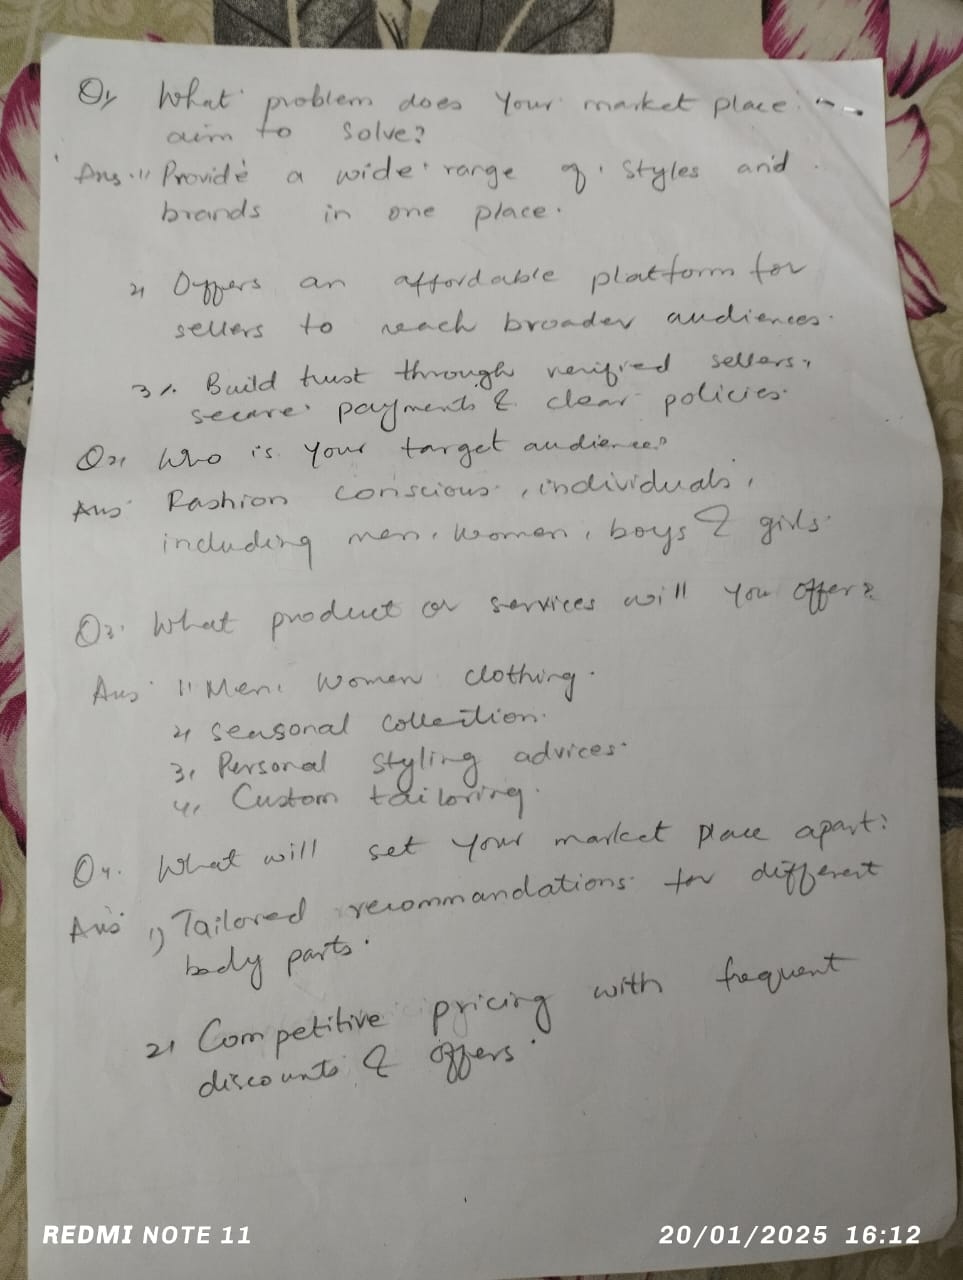 Q1 What problem does Your market place
aim to solve?
Ans. 1) Provide a wide range of styles and
brands in one place.
2) Offers an affordable platform for
sellers to reach broader audiences.
3) Build trust through verified sellers,
secure payments & clear policies.
Q2, Who is your target audience?
Ans Fashion conscious, individuals,
including men, women, boys & girls.
Q3. What product or services will You Offer?
Ans 1) Men, women clothing.
2) Seasonal collection.
3, Personal styling advices.
4, Custom tailoring.
Q4. What will set your market place apart?
Ans 1) Tailored recommandations for different
body parts.
2) Competitive pricing with frequent
discounts & offers.
REDMI NOTE 11
20/01/2025 16:12